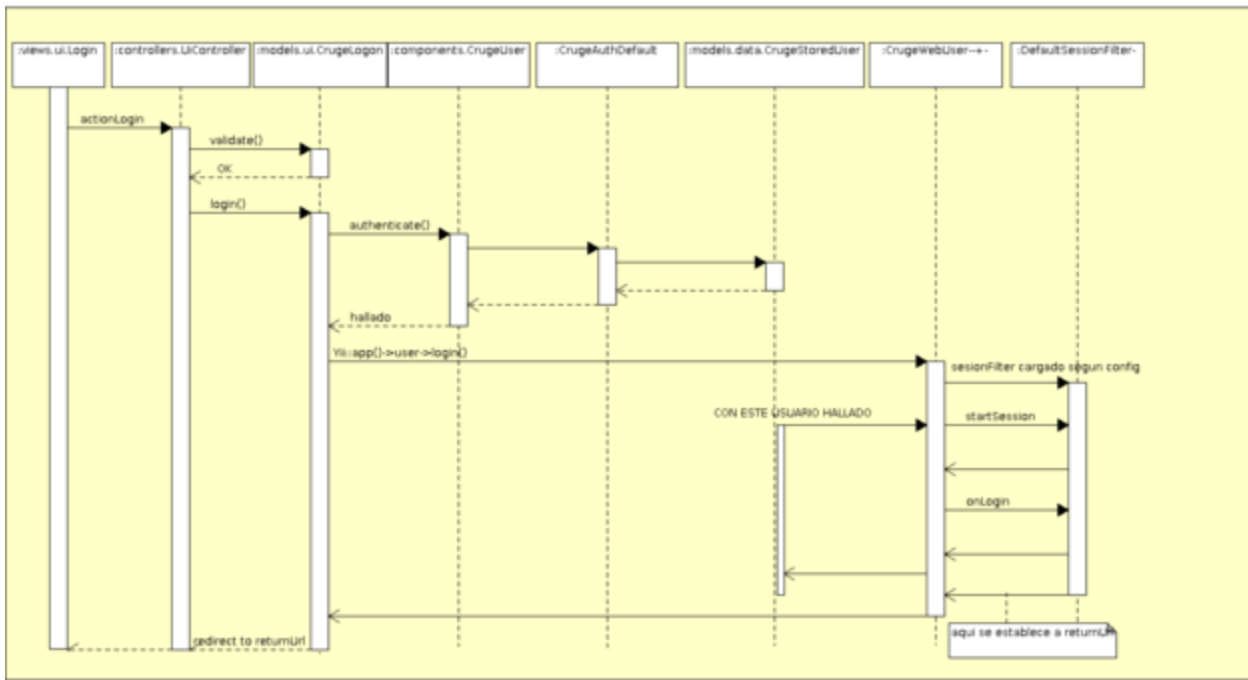 :views.ui.Login
:controllers.UiController
:models.ui.CrugeLogon
:components.CrugeUser
:CrugeAuthDefault
:models.data.CrugeStoredUser
:CrugeWebUser--+-
:DefaultSessionFilter-
actionLogin
validate()
OK
login()
authenticate()
hallado
Yii::app()->user->login()
sesionFilter cargado segun config
CON ESTE USUARIO HALLADO
startSession
onLogin
aqui se establece a returnUrl
redirect to returnUrl